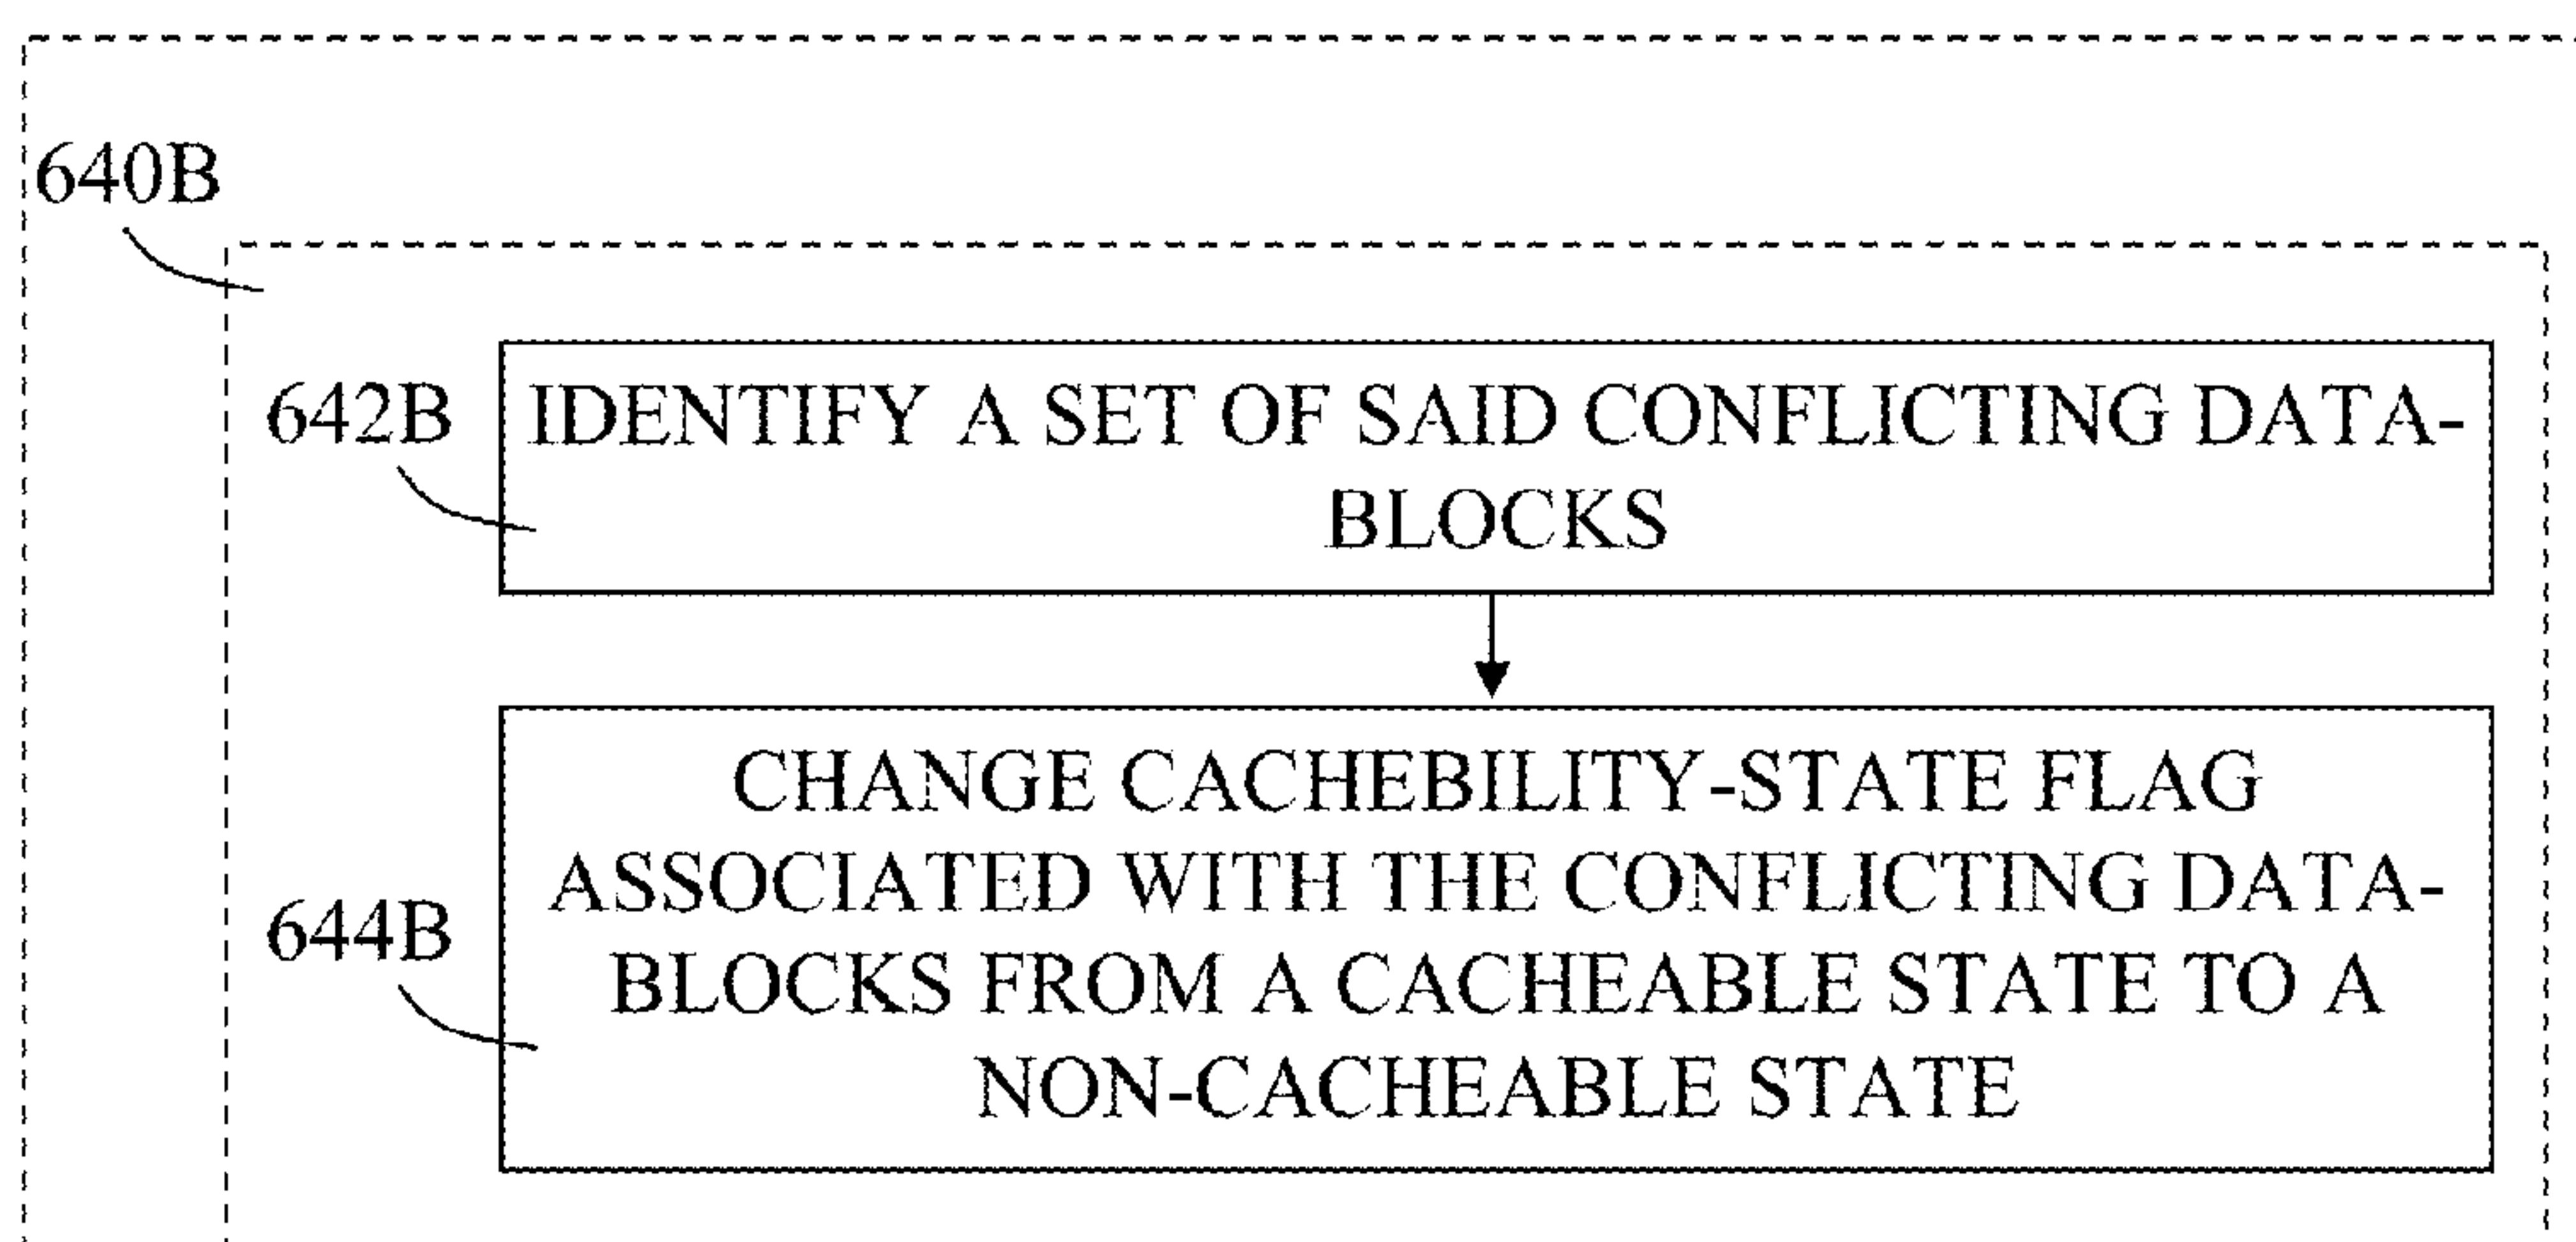 640B
642B
IDENTIFY A SET OF SAID CONFLICTING DATA-
BLOCKS
CHANGE CACHEBILITY-STATE FLAG
ASSOCIATED WITH THE CONFLICTING DATA-
644B
BLOCKS FROM A CACHEABLE STATE TO A
NON-CACHEABLE STATE